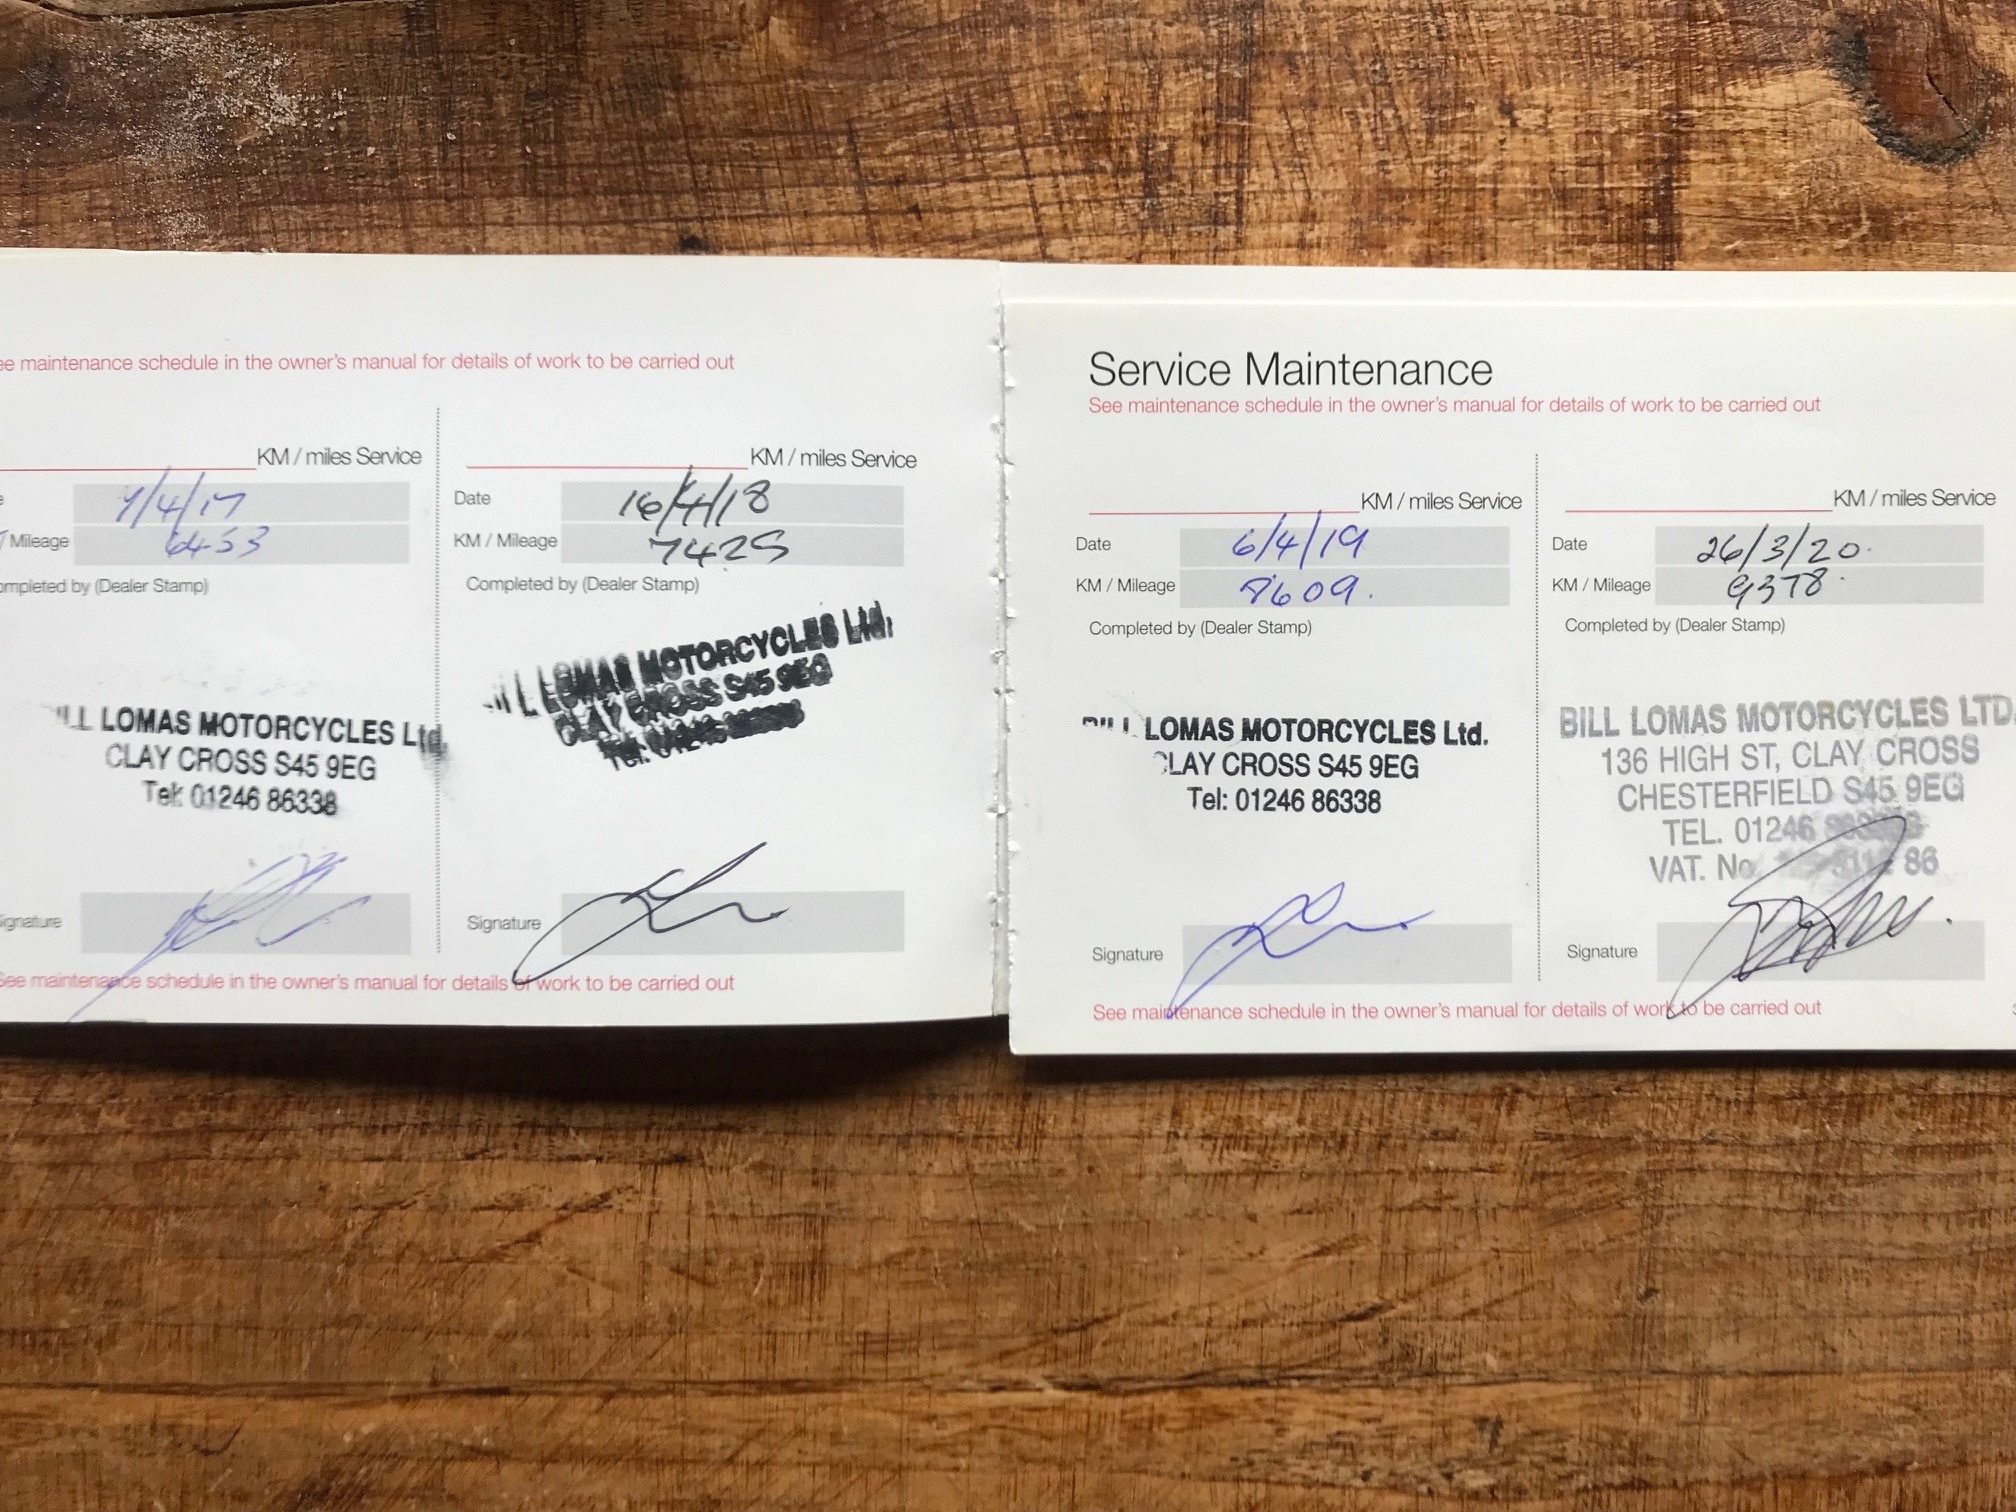 ee maintenance schedule in the owner's manual for details of work to be carried out
KM / miles Service
7/4/17
Mileage 6453
ompleted by (Dealer Stamp)
LL LOMAS MOTORCYCLES Ltd.
CLAY CROSS S45 9EG
Tel: 01246 86338
ignature
See maintenance schedule in the owner's manual for details of work to be carried out
KM / miles Service
Date 16/4/18
KM / Mileage 7425
Completed by (Dealer Stamp)
LL LOMAS MOTORCYCLES Ltd.
CLAY CROSS S45 9EG
Tel: 01246
Signature
Service Maintenance
See maintenance schedule in the owner's manual for details of work to be carried out
KM / miles Service
Date 6/4/19
KM / Mileage 8609.
Completed by (Dealer Stamp)
BILL LOMAS MOTORCYCLES Ltd.
CLAY CROSS S45 9EG
Tel: 01246 86338
Signature
KM / miles Service
Date 26/3/20.
KM / Mileage 9378.
Completed by (Dealer Stamp)
BILL LOMAS MOTORCYCLES LTD.
136 HIGH ST, CLAY CROSS
CHESTERFIELD S45 9EG
TEL. 01246
VAT. No. 86
Signature
See maintenance schedule in the owner's manual for details of work to be carried out